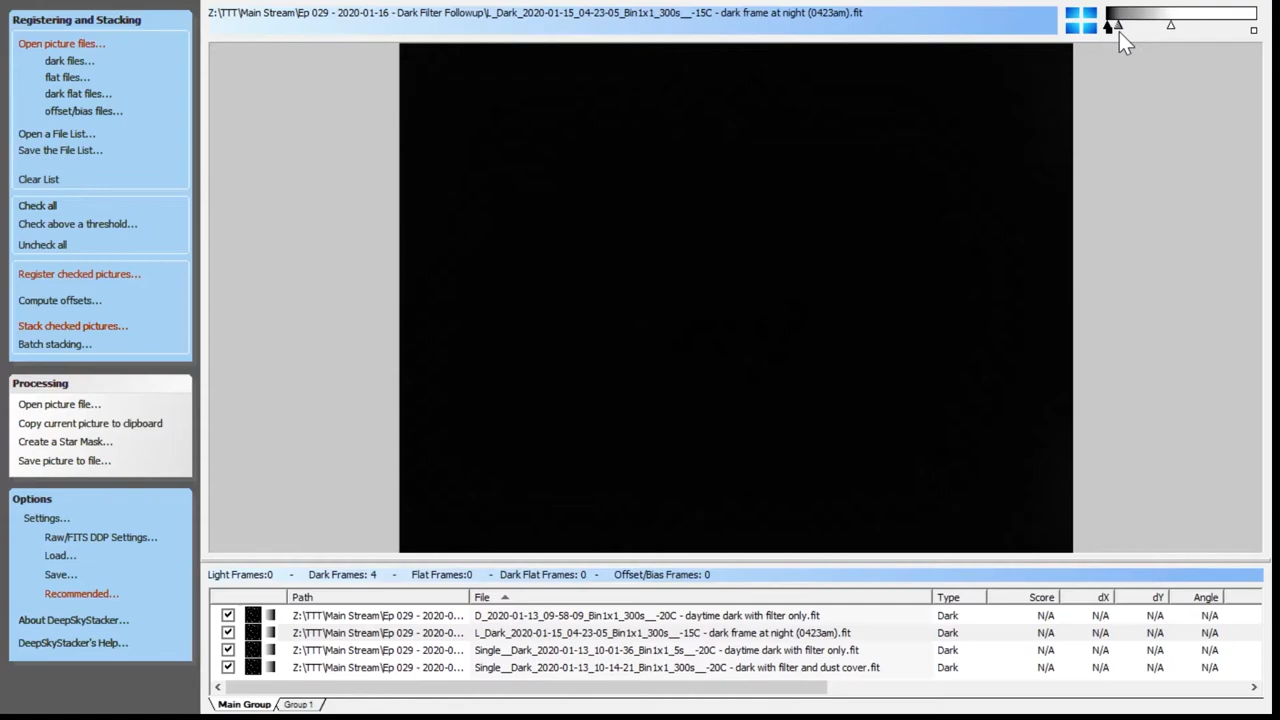 Registering and Stacking
Open picture files...
dark files...
flat files...
dark flat files...
offset/bias files...
Open a File List...
Save the File List...
Clear List
Check all
Check above a threshold...
Uncheck all
Register checked pictures...
Compute offsets...
Stack checked pictures...
Batch stacking...
Processing
Open picture file...
Copy current picture to clipboard
Create a Star Mask...
Save picture to file...
Options
Settings...
Raw/FITS DDP Settings...
Load...
Save...
Recommended...
About DeepSkyStacker...
DeepSkyStacker's Help...
Z:\TTT\Main Stream\Ep 029 - 2020-01-16 - Dark Filter Followup\L_Dark_2020-01-15_04-23-05_Bin1x1_300s__-15C - dark frame at night (0423am).fit
Light Frames:0 - Dark Frames: 4 - Flat Frames:0 - Dark Flat Frames: 0 - Offset/Bias Frames: 0
Path File Type Score dX dY Angle
Z:\TTT\Main Stream\Ep 029 - 2020-0... D_2020-01-13_09-58-09_Bin1x1_300s__-20C - daytime dark with filter only.fit Dark N/A N/A N/A N/A
Z:\TTT\Main Stream\Ep 029 - 2020-0... L_Dark_2020-01-15_04-23-05_Bin1x1_300s__-15C - dark frame at night (0423am).fit Dark N/A N/A N/A N/A
Z:\TTT\Main Stream\Ep 029 - 2020-0... Single__Dark_2020-01-13_10-01-36_Bin1x1_5s__-20C - daytime dark with filter only.fit Dark N/A N/A N/A N/A
Z:\TTT\Main Stream\Ep 029 - 2020-0... Single__Dark_2020-01-13_10-14-21_Bin1x1_300s__-20C - dark with filter and dust cover.fit Dark N/A N/A N/A N/A
Main Group Group 1